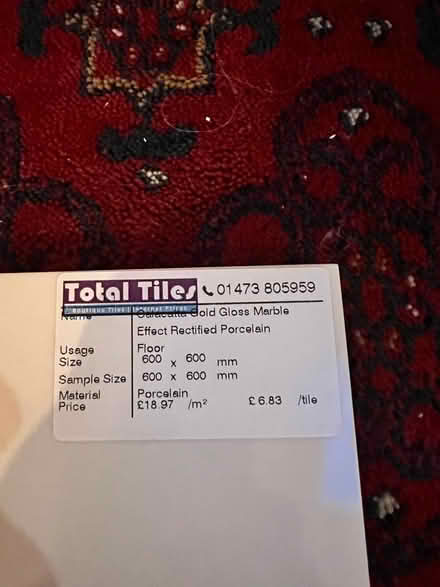 Total Tiles 01473 805959
Boutique Tiles | Internet Prices
Name Calacatta Gold Gloss Marble
Effect Rectified Porcelain
Usage Floor
Size 600 x 600 mm
Sample Size 600 x 600 mm
Material Porcelain
Price £18.97 /m² £6.83 /tile